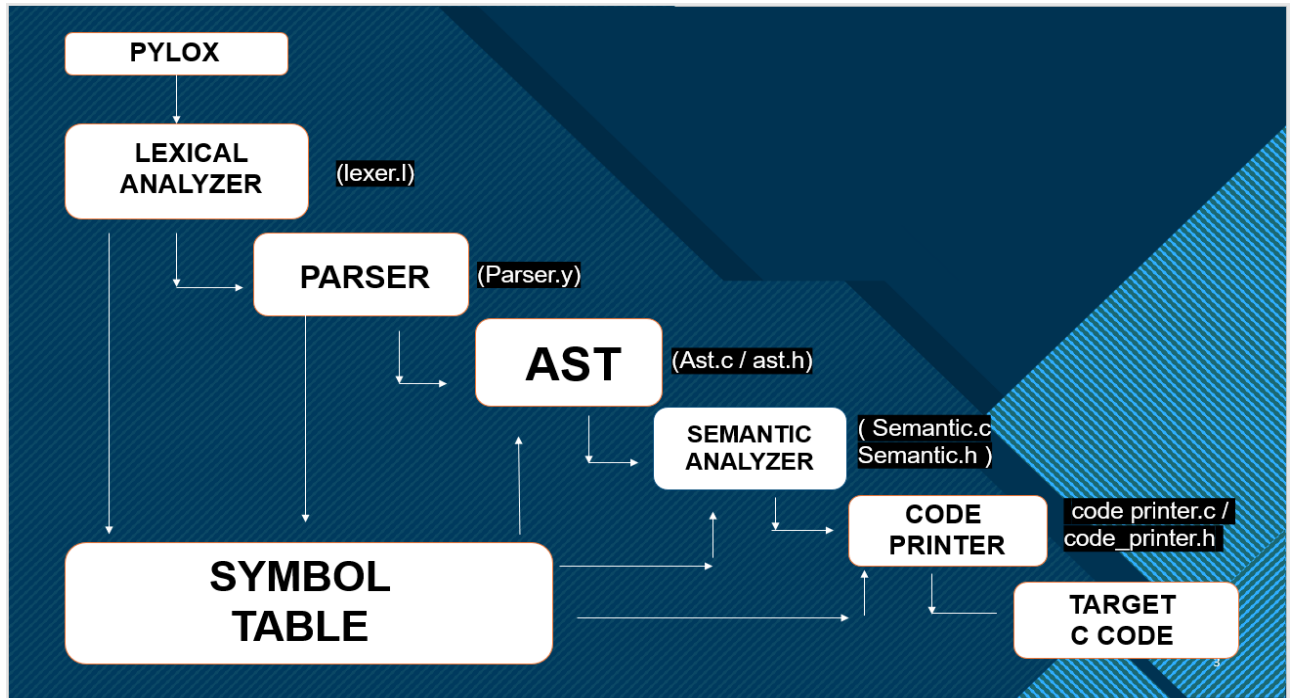 PYLOX
LEXICAL
ANALYZER
(lexer.l)
PARSER
(Parser.y)
AST
(Ast.c / ast.h)
SEMANTIC
ANALYZER
( Semantic.c
Semantic.h )
CODE
PRINTER
code printer.c /
code_printer.h
SYMBOL
TABLE
TARGET
C CODE
3